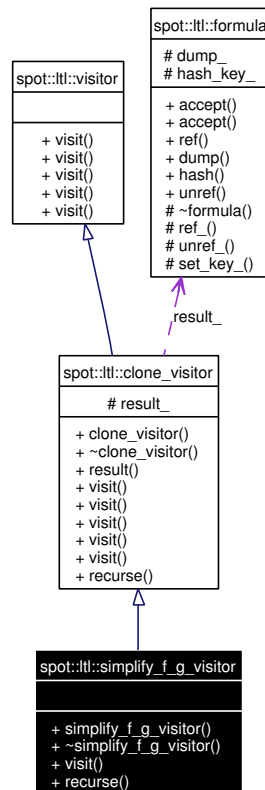 spot::ltl::formula
# dump_
# hash_key_
+ accept()
+ accept()
+ ref()
+ dump()
+ hash()
+ unref()
# ~formula()
# ref_()
# unref_()
# set_key_()
spot::ltl::visitor
+ visit()
+ visit()
+ visit()
+ visit()
+ visit()
result_
spot::ltl::clone_visitor
# result_
+ clone_visitor()
+ ~clone_visitor()
+ result()
+ visit()
+ visit()
+ visit()
+ visit()
+ visit()
+ recurse()
spot::ltl::simplify_f_g_visitor
+ simplify_f_g_visitor()
+ ~simplify_f_g_visitor()
+ visit()
+ recurse()